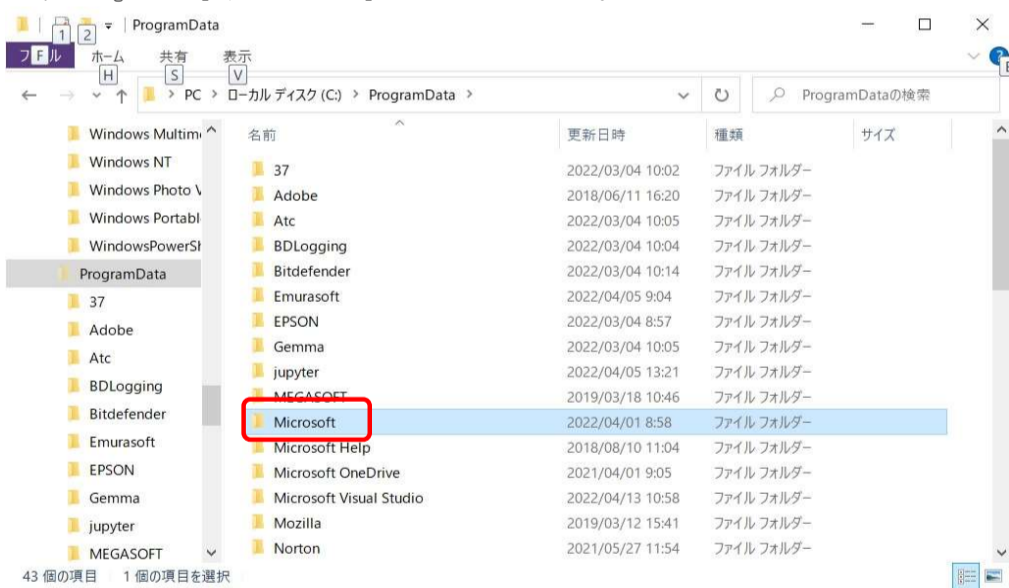 1 2 ProgramData
フ F ル ホーム 共有 表示
H S V
PC ローカル ディスク (C:) ProgramData ProgramDataの検索
名前 更新日時 種類 サイズ
Windows Multim
Windows NT
Windows Photo V
Windows Portabl
WindowsPowerSh
ProgramData
37
Adobe
Atc
BDLogging
Bitdefender
Emurasoft
EPSON
Gemma
jupyter
MEGASOFT
37 2022/03/04 10:02 ファイル フォルダー
Adobe 2018/06/11 16:20 ファイル フォルダー
Atc 2022/03/04 10:05 ファイル フォルダー
BDLogging 2022/03/04 10:04 ファイル フォルダー
Bitdefender 2022/03/04 10:14 ファイル フォルダー
Emurasoft 2022/04/05 9:04 ファイル フォルダー
EPSON 2022/03/04 8:57 ファイル フォルダー
Gemma 2022/03/04 10:05 ファイル フォルダー
jupyter 2022/04/05 13:21 ファイル フォルダー
MEGASOFT 2019/03/18 10:46 ファイル フォルダー
Microsoft 2022/04/01 8:58 ファイル フォルダー
Microsoft Help 2018/08/10 11:04 ファイル フォルダー
Microsoft OneDrive 2021/04/01 9:05 ファイル フォルダー
Microsoft Visual Studio 2022/04/13 10:58 ファイル フォルダー
Mozilla 2019/03/12 15:41 ファイル フォルダー
Norton 2021/05/27 11:54 ファイル フォルダー
43 個の項目 1 個の項目を選択